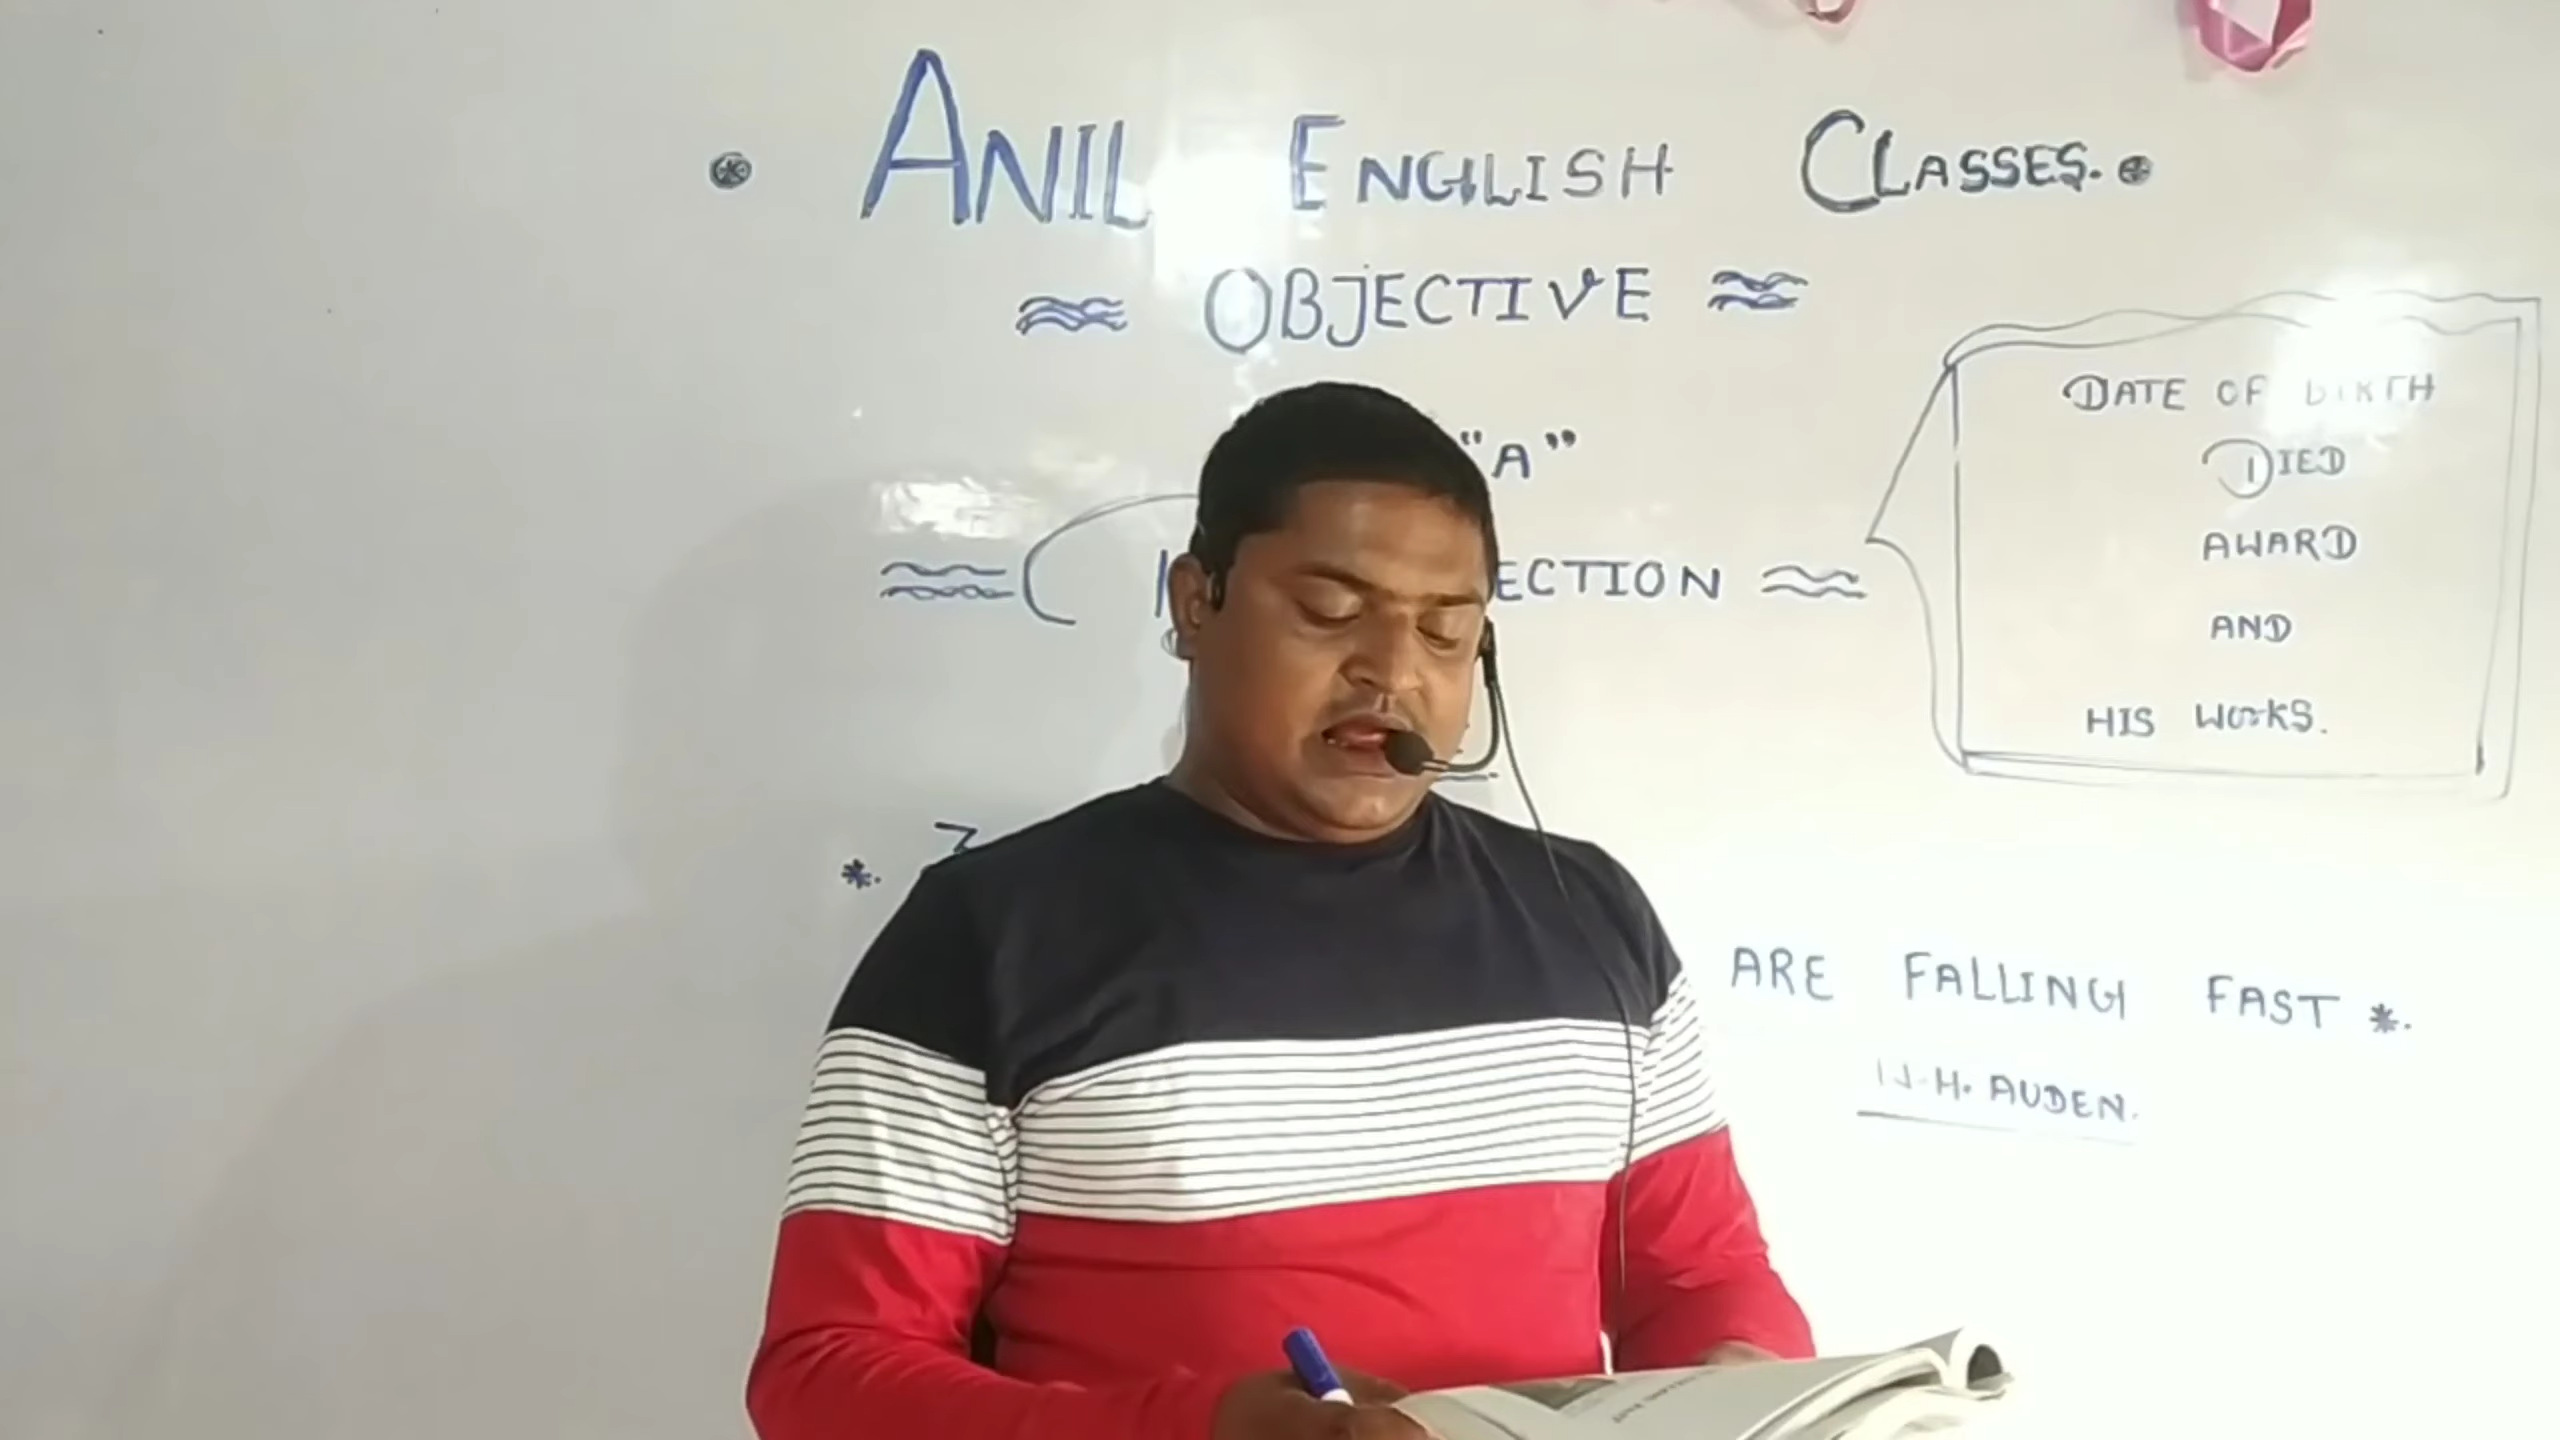 ANIL ENGLISH CLASSES.
OBJECTIVE
"A"
ECTION
DATE OF BIRTH
DIED
AWARD
AND
HIS WORKS.
*.
ARE FALLING FAST *.
W.H. AUDEN.